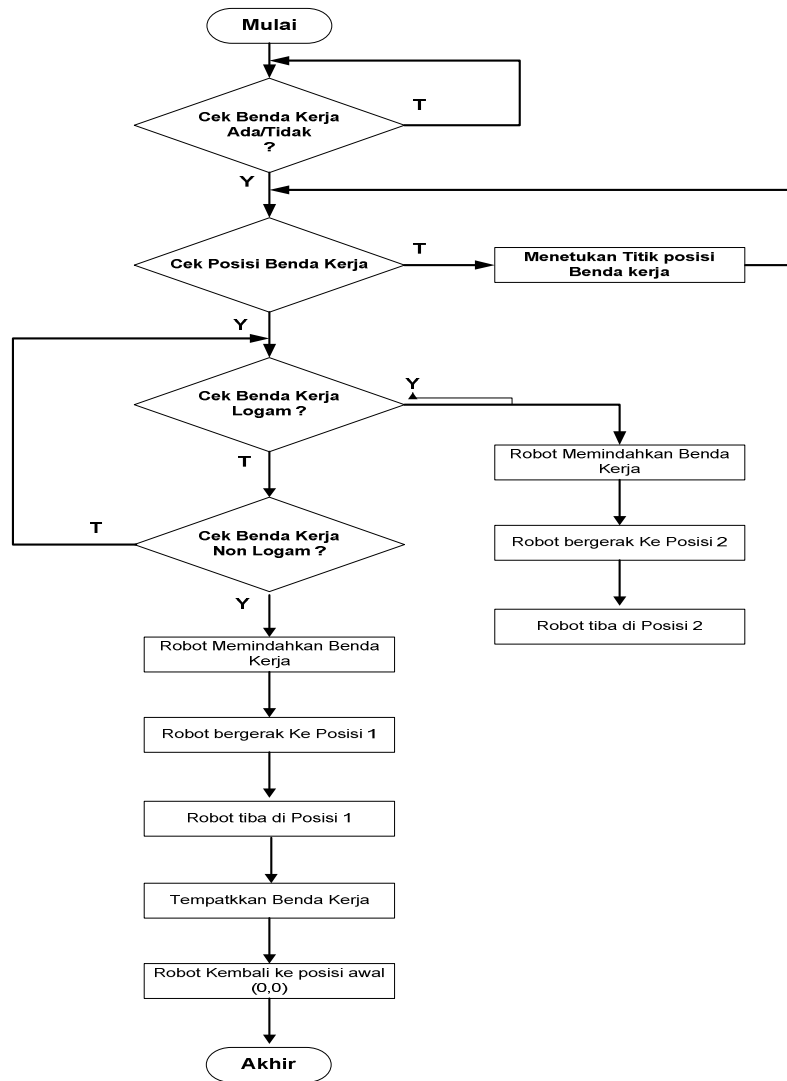 Mulai
Cek Benda Kerja
Ada/Tidak
?
T
Y
Cek Posisi Benda Kerja
T
Menetukan Titik posisi
Benda kerja
Y
Cek Benda Kerja
Logam ?
Y
Robot Memindahkan Benda
Kerja
T
Cek Benda Kerja
Non Logam ?
T
Robot bergerak Ke Posisi 2
Y
Robot tiba di Posisi 2
Robot Memindahkan Benda
Kerja
Robot bergerak Ke Posisi 1
Robot tiba di Posisi 1
Tempatkkan Benda Kerja
Robot Kembali ke posisi awal
(0,0)
Akhir